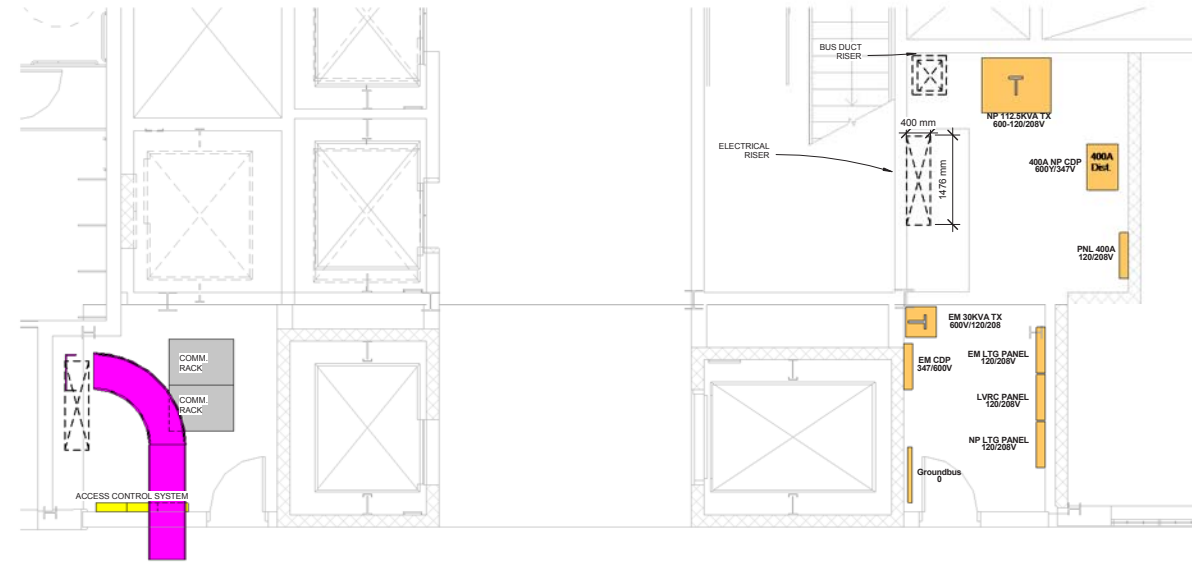 BUS DUCT
RISER
NP 112.5KVA TX
600-120/208V
400 mm
ELECTRICAL
RISER
1476 mm
400A NP CDP
600Y/347V
400A
Dist.
PNL 400A
120/208V
EM 30KVA TX
600V/120/208
COMM.
RACK
EM CDP
347/600V
EM LTG PANEL
120/208V
COMM.
RACK
LVRC PANEL
120/208V
NP LTG PANEL
120/208V
Groundbus
0
ACCESS CONTROL SYSTEM